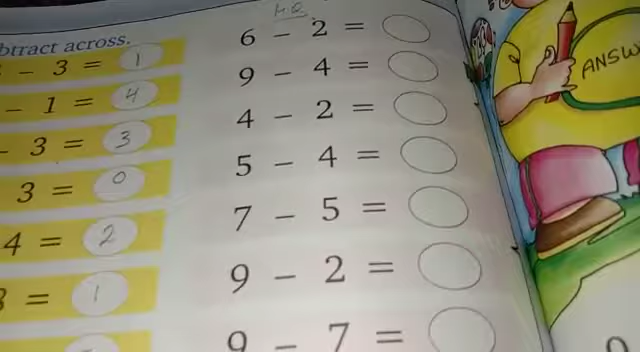 btract across.
- 3 = 1
- 1 = 4
- 3 = 3
3 = 0
4 = 2
= 1
6 - 2 =
9 - 4 =
4 - 2 =
5 - 4 =
7 - 5 =
9 - 2 =
9 - 7 =
ANSW